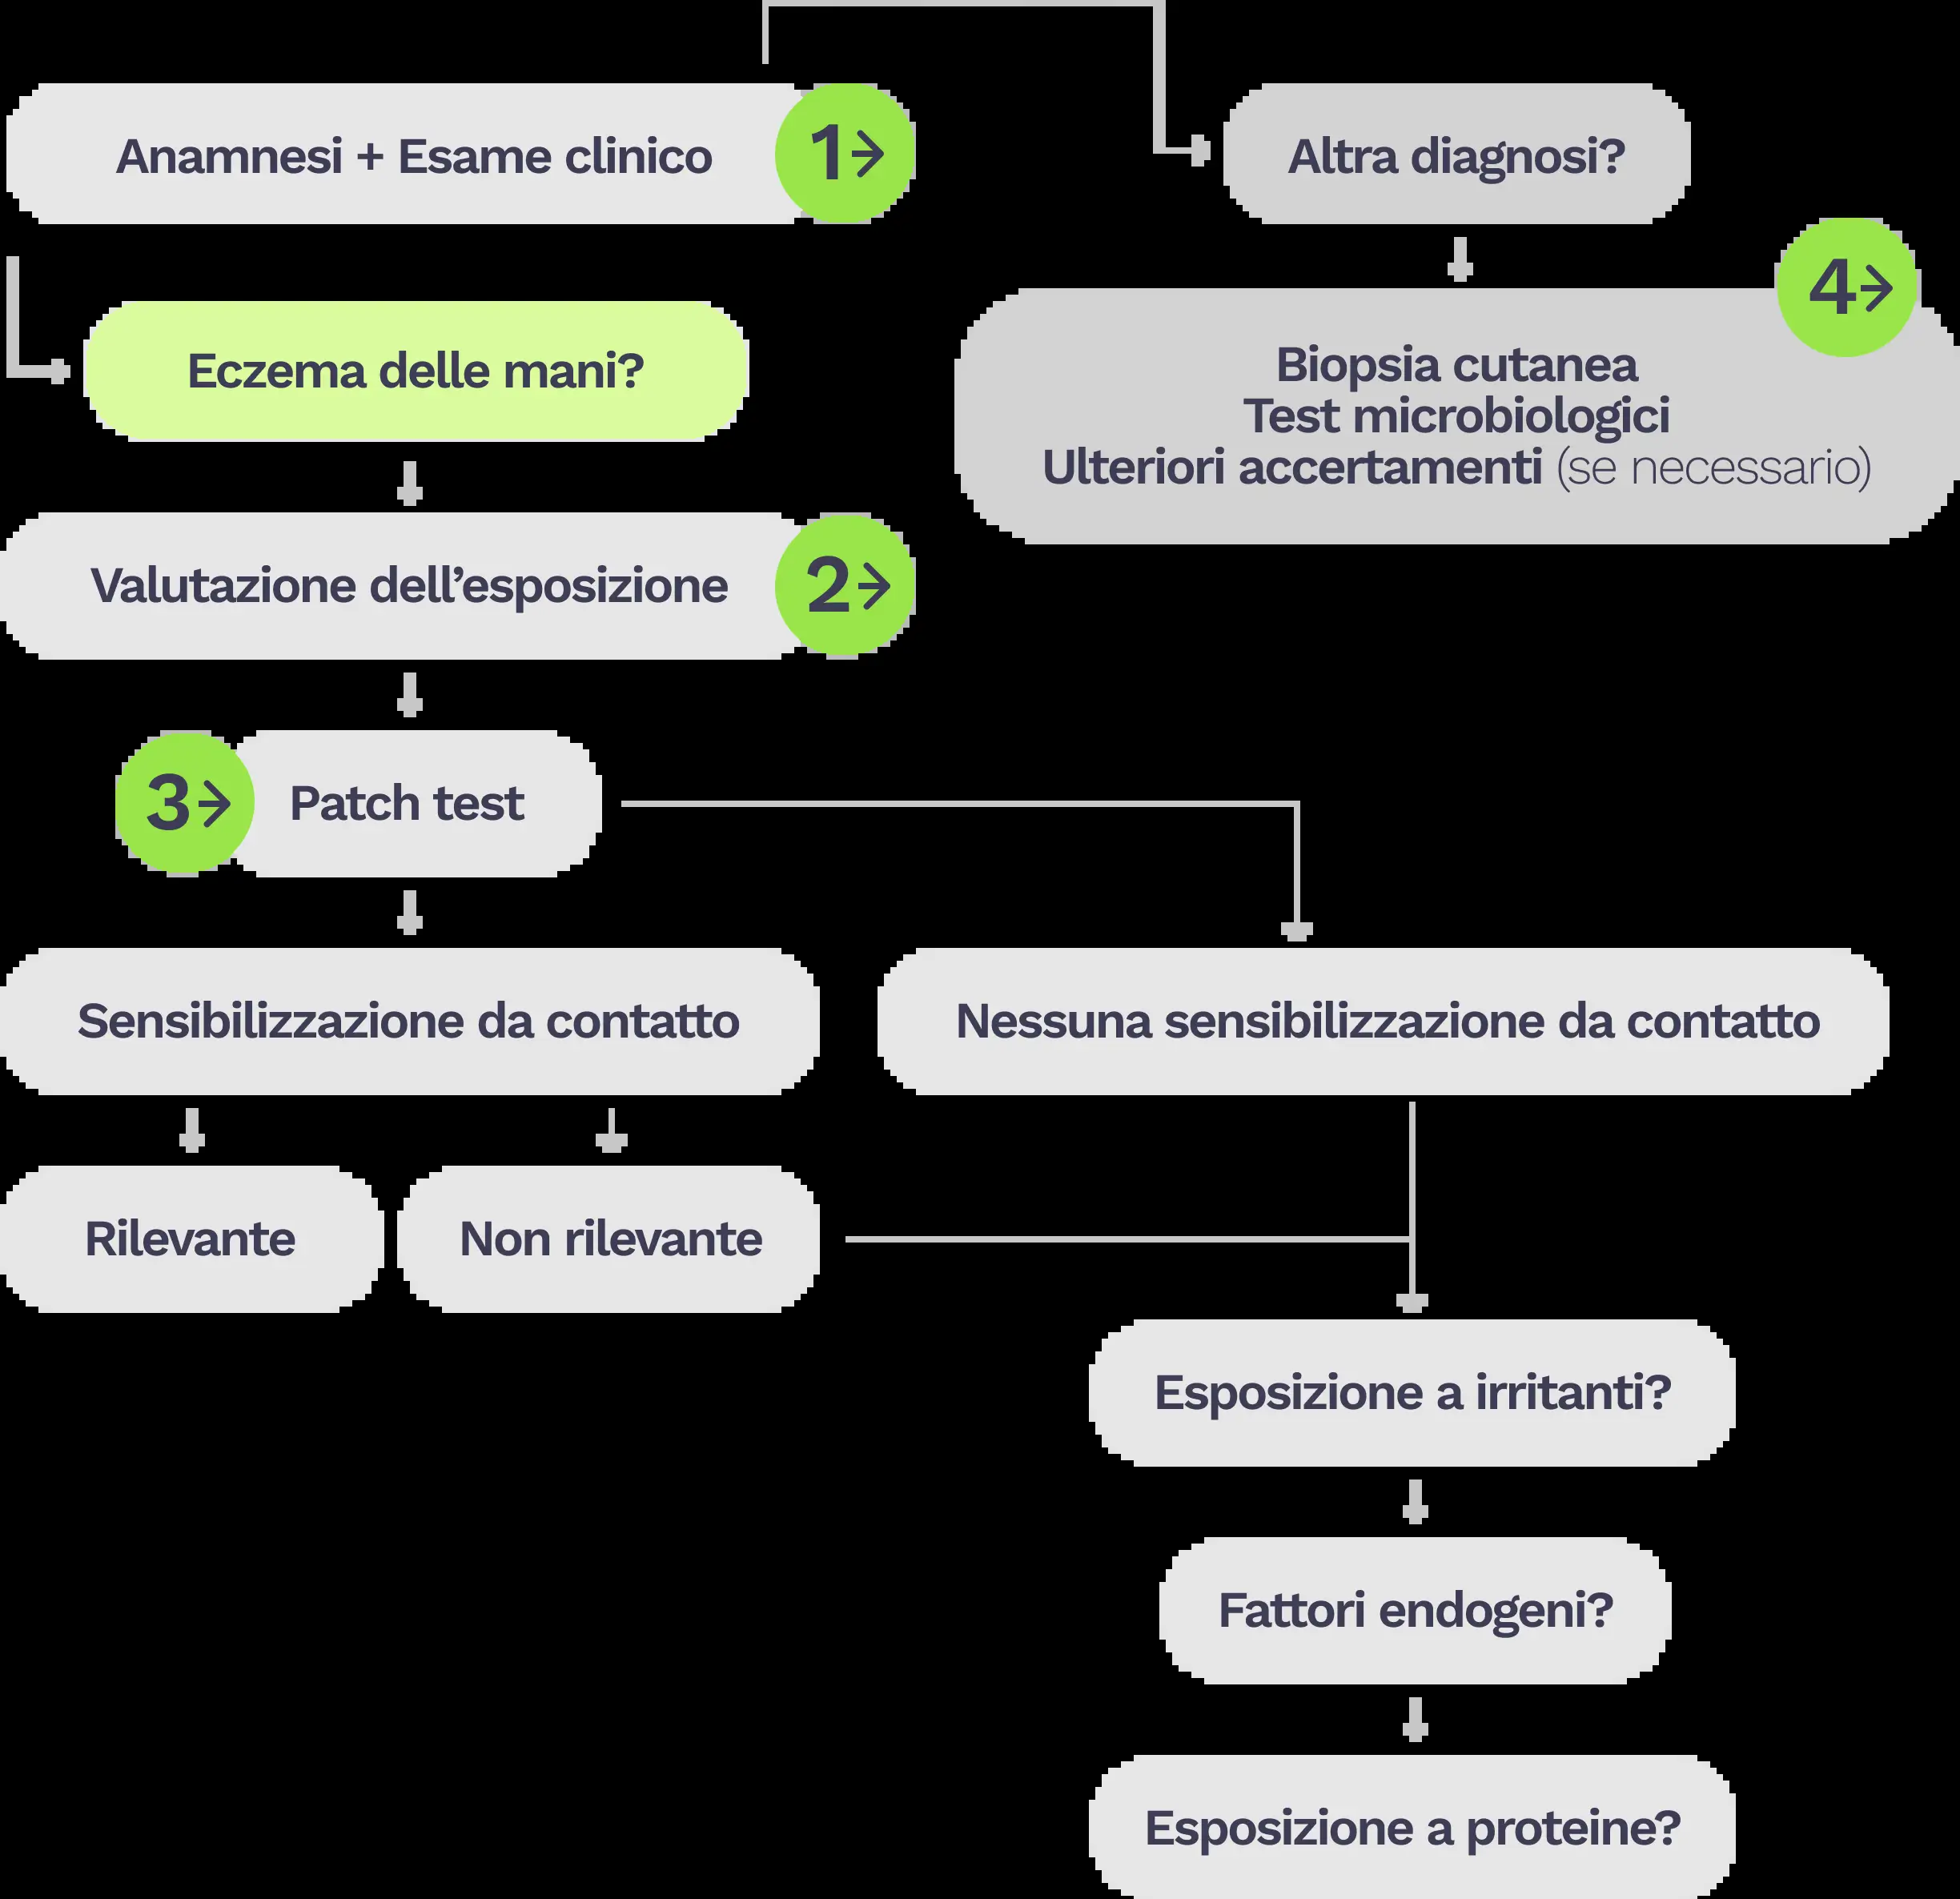 Anamnesi + Esame clinico
1→
Altra diagnosi?
4→
Eczema delle mani?
Biopsia cutanea
Test microbiologici
Ulteriori accertamenti (se necessario)
Valutazione dell’esposizione
2→
3→
Patch test
Sensibilizzazione da contatto
Nessuna sensibilizzazione da contatto
Rilevante
Non rilevante
Esposizione a irritanti?
Fattori endogeni?
Esposizione a proteine?